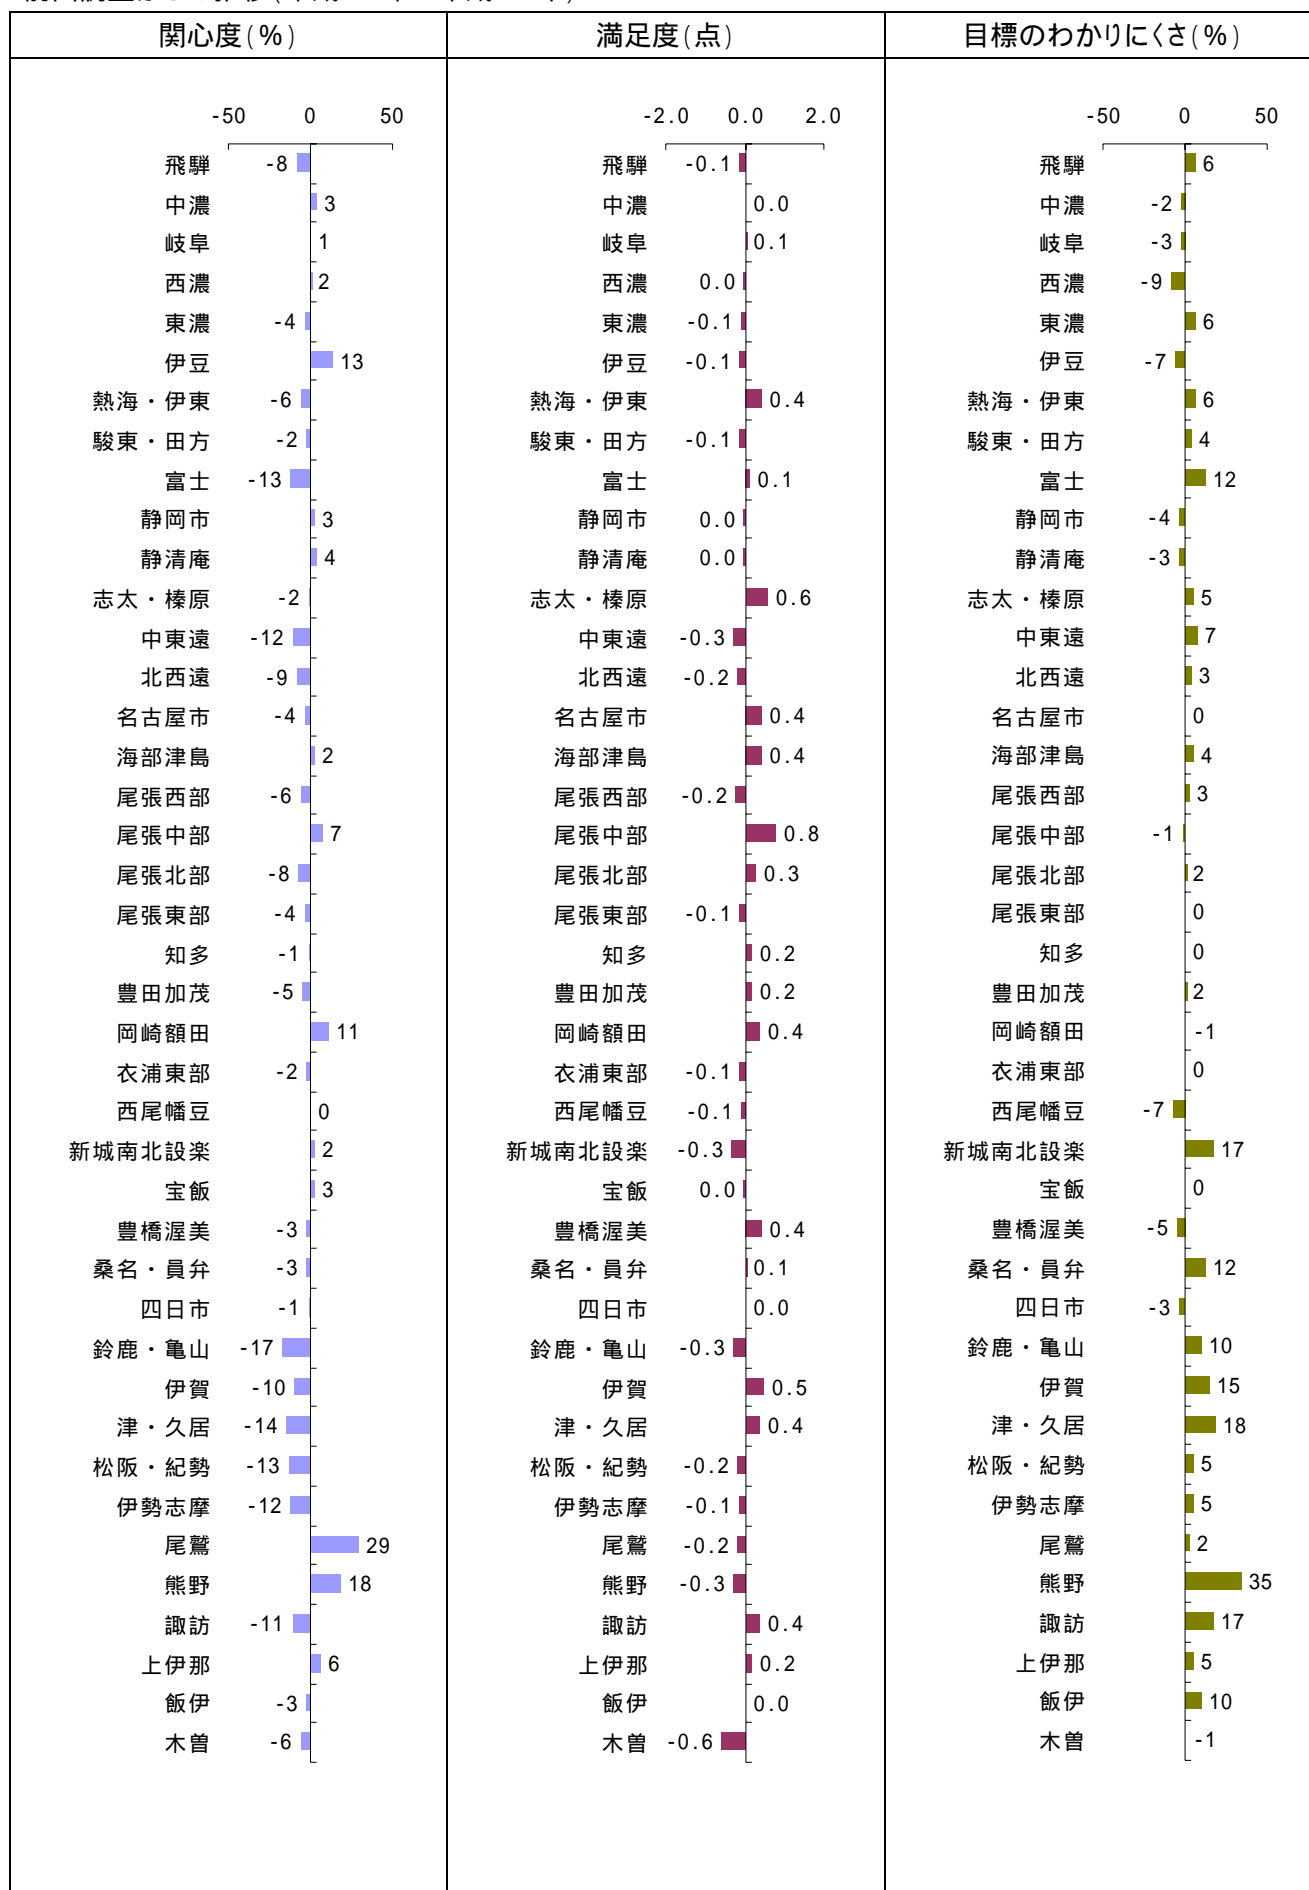 関心度(%)
満足度(点)
目標のわかりにくさ(%)
-50 0 50
-2.0 0.0 2.0
-50 0 50
飛騨 -8 飛騨 -0.1 飛騨 6
中濃 3 中濃 0.0 中濃 -2
岐阜 1 岐阜 0.1 岐阜 -3
西濃 2 西濃 0.0 西濃 -9
東濃 -4 東濃 -0.1 東濃 6
伊豆 13 伊豆 -0.1 伊豆 -7
熱海・伊東 -6 熱海・伊東 0.4 熱海・伊東 6
駿東・田方 -2 駿東・田方 -0.1 駿東・田方 4
富士 -13 富士 0.1 富士 12
静岡市 3 静岡市 0.0 静岡市 -4
静清庵 4 静清庵 0.0 静清庵 -3
志太・榛原 -2 志太・榛原 0.6 志太・榛原 5
中東遠 -12 中東遠 -0.3 中東遠 7
北西遠 -9 北西遠 -0.2 北西遠 3
名古屋市 -4 名古屋市 0.4 名古屋市 0
海部津島 2 海部津島 0.4 海部津島 4
尾張西部 -6 尾張西部 -0.2 尾張西部 3
尾張中部 7 尾張中部 0.8 尾張中部 -1
尾張北部 -8 尾張北部 0.3 尾張北部 2
尾張東部 -4 尾張東部 -0.1 尾張東部 0
知多 -1 知多 0.2 知多 0
豊田加茂 -5 豊田加茂 0.2 豊田加茂 2
岡崎額田 11 岡崎額田 0.4 岡崎額田 -1
衣浦東部 -2 衣浦東部 -0.1 衣浦東部 0
西尾幡豆 0 西尾幡豆 -0.1 西尾幡豆 -7
新城南北設楽 2 新城南北設楽 -0.3 新城南北設楽 17
宝飯 3 宝飯 0.0 宝飯 0
豊橋渥美 -3 豊橋渥美 0.4 豊橋渥美 -5
桑名・員弁 -3 桑名・員弁 0.1 桑名・員弁 12
四日市 -1 四日市 0.0 四日市 -3
鈴鹿・亀山 -17 鈴鹿・亀山 -0.3 鈴鹿・亀山 10
伊賀 -10 伊賀 0.5 伊賀 15
津・久居 -14 津・久居 0.4 津・久居 18
松阪・紀勢 -13 松阪・紀勢 -0.2 松阪・紀勢 5
伊勢志摩 -12 伊勢志摩 -0.1 伊勢志摩 5
尾鷲 29 尾鷲 -0.2 尾鷲 2
熊野 18 熊野 -0.3 熊野 35
諏訪 -11 諏訪 0.4 諏訪 17
上伊那 6 上伊那 0.2 上伊那 5
飯伊 -3 飯伊 0.0 飯伊 10
木曽 -6 木曽 -0.6 木曽 -1